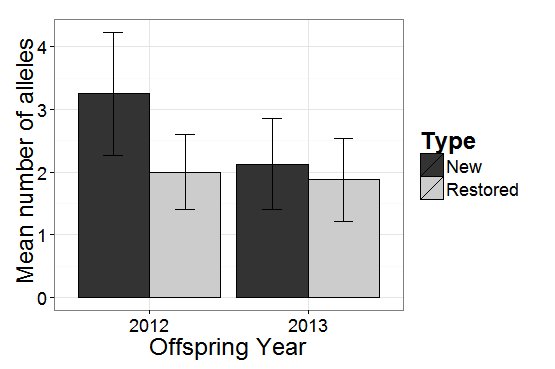 Mean number of alleles
4
3
2
1
0
2012 2013
Offspring Year
Type
New
Restored